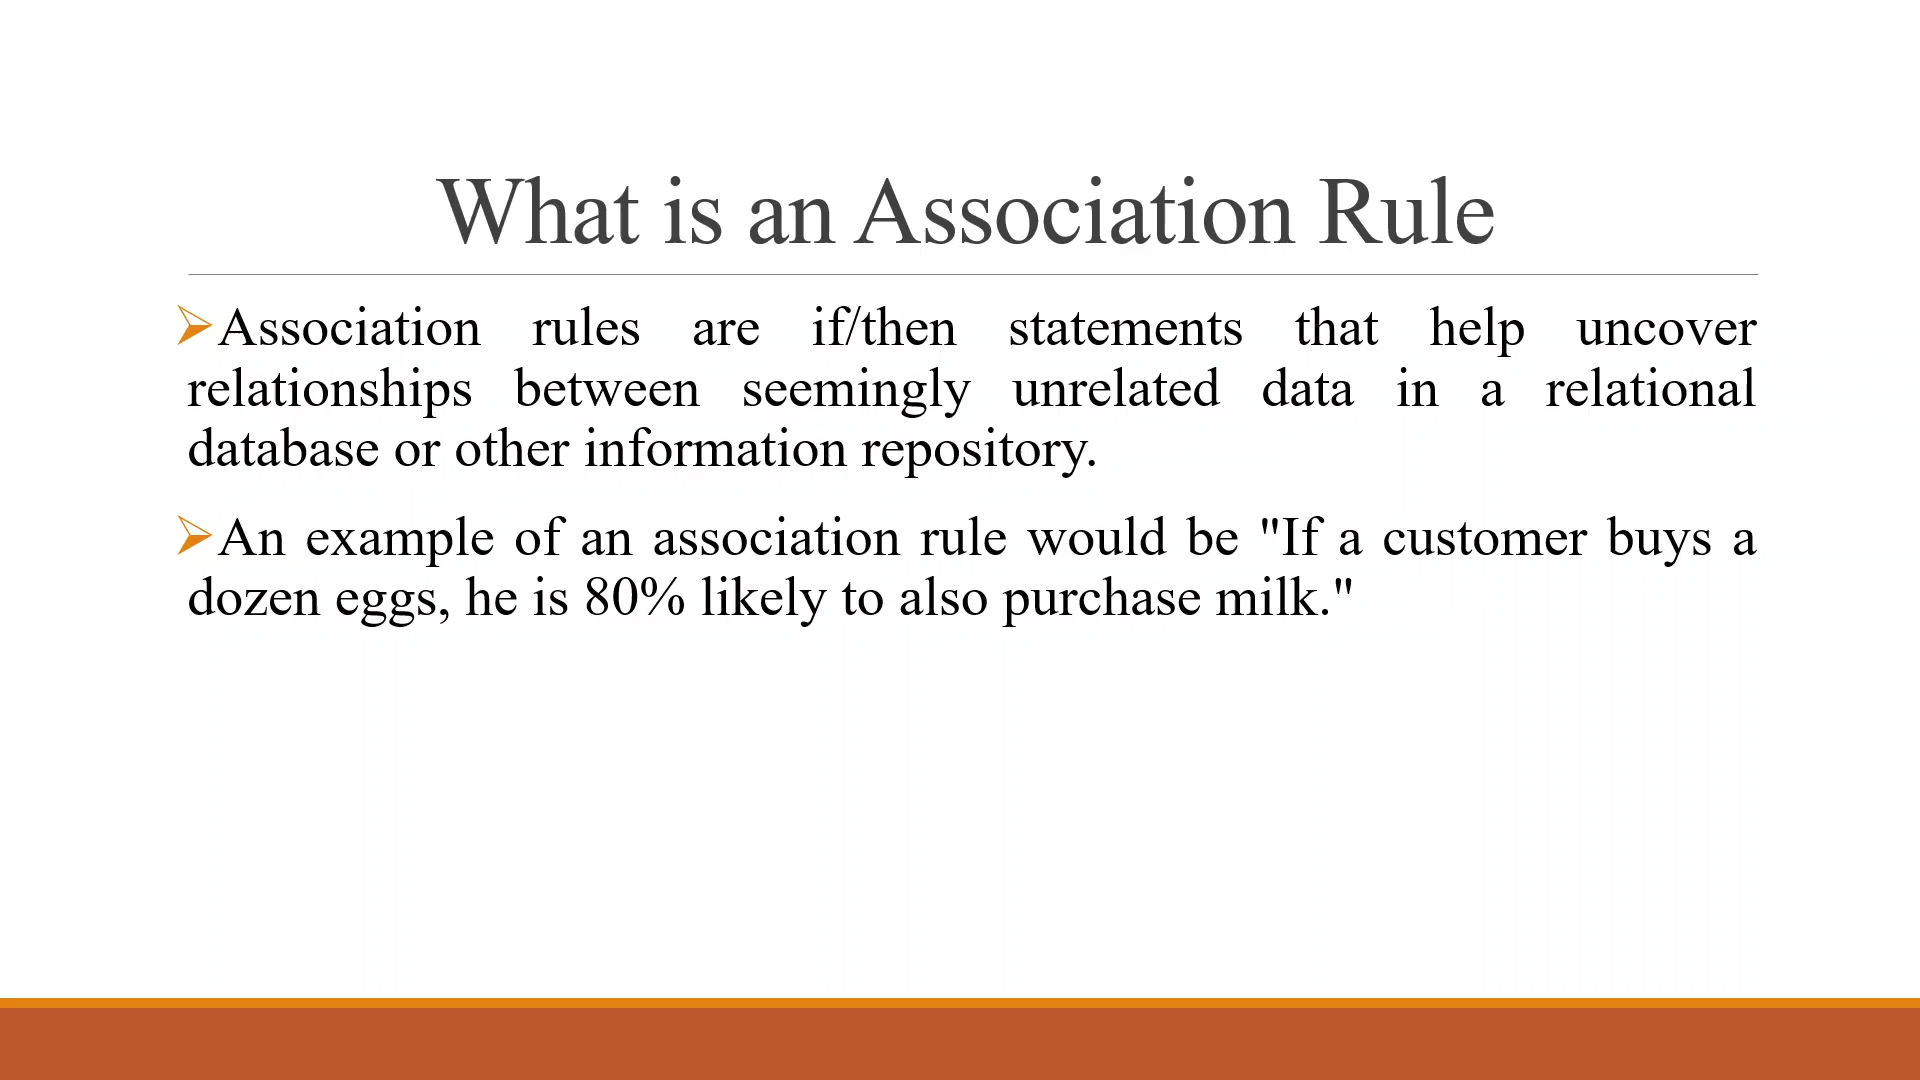 What is an Association Rule
Association rules are if/then statements that help uncover
relationships between seemingly unrelated data in a relational
database or other information repository.
An example of an association rule would be "If a customer buys a
dozen eggs, he is 80% likely to also purchase milk."